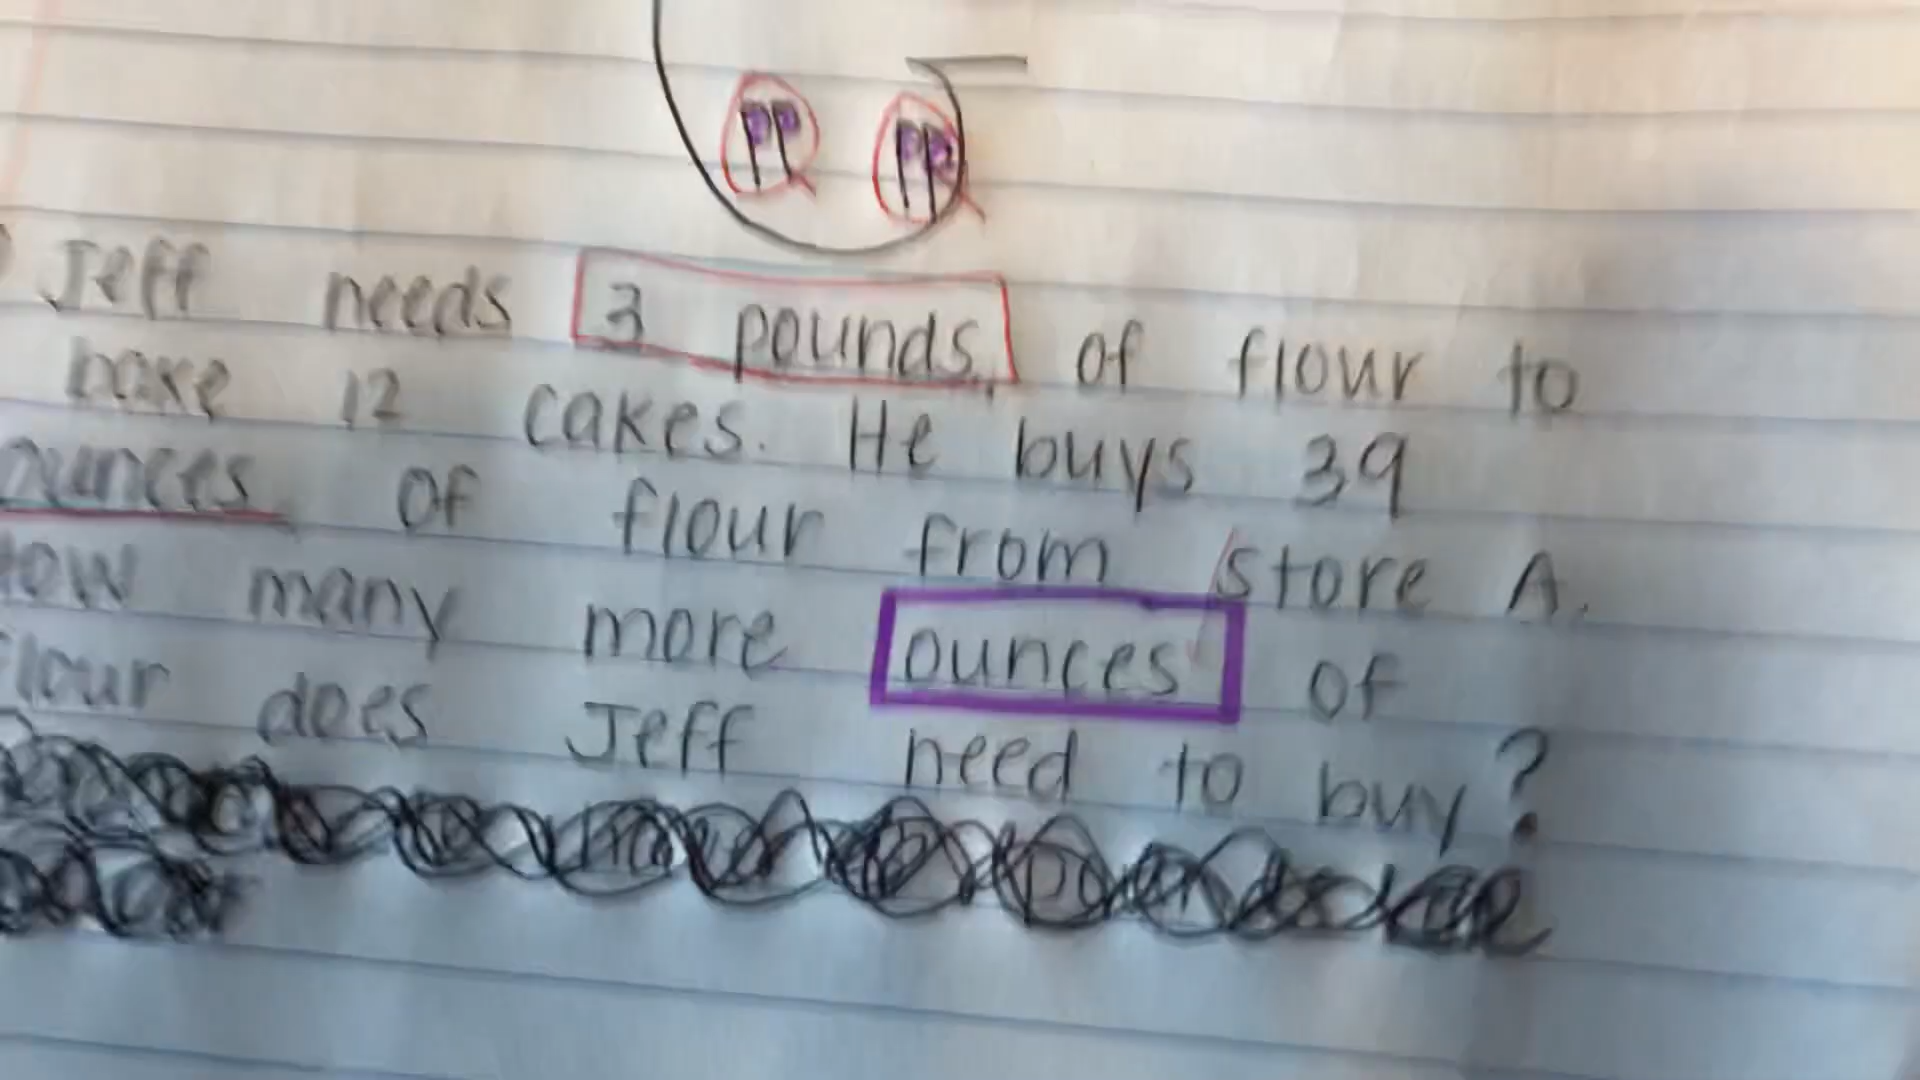 PP PP
Jeff needs 3 pounds of flour to
bake 12 cakes. He buys 39
ounces of flour from store A.
How many more ounces of
flour does Jeff need to buy?